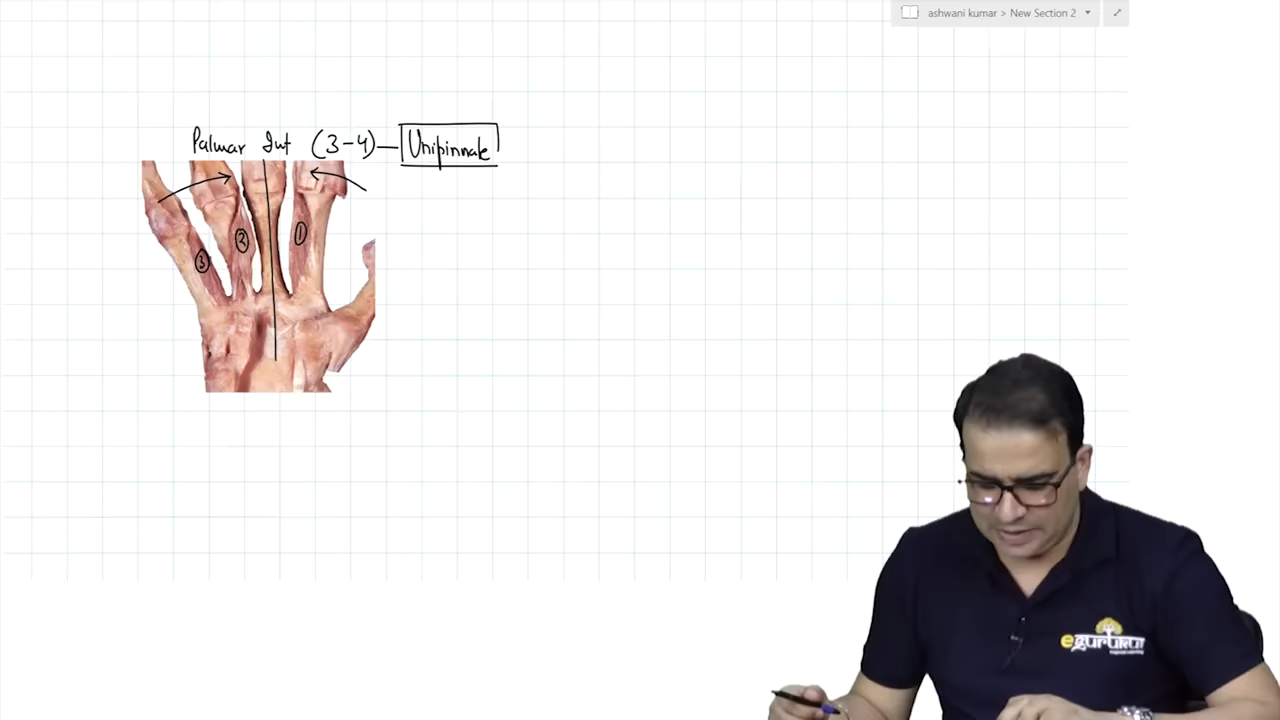 ashwani kumar > New Section 2
Palmar Int (3-4) — Unipinnate
1
2
3
egurukul